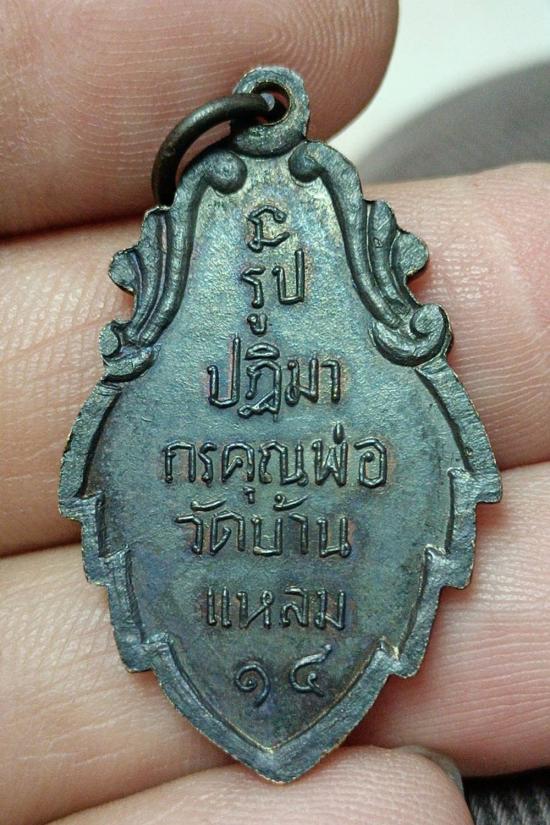 รูป
ปฏิมา
กรคุณพ่อ
วัดบ้าน
แหลม
๑๔